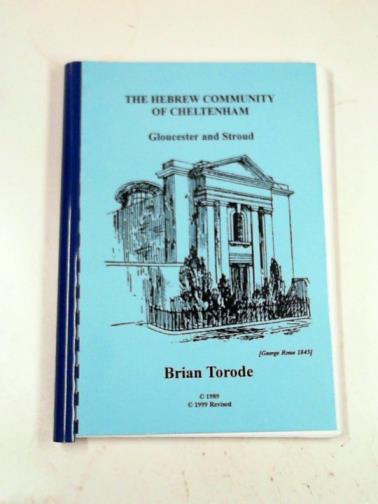 THE HEBREW COMMUNITY
OF CHELTENHAM
Gloucester and Stroud
[George Rowe 1845]
Brian Torode
© 1989
© 1999 Revised